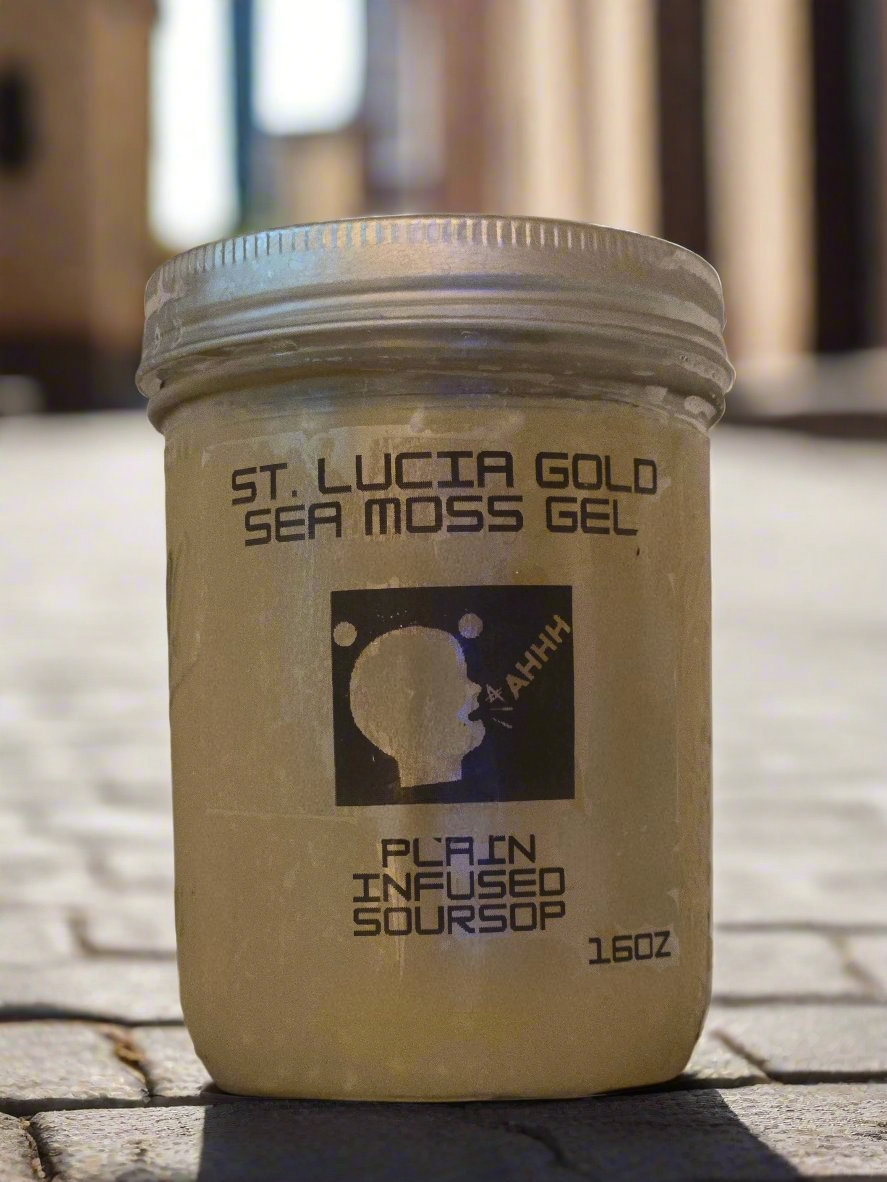 ST. LUCIA GOLD
SEA MOSS GEL
AHHH
PLAIN
INFUSED
SOURSOP
16OZ